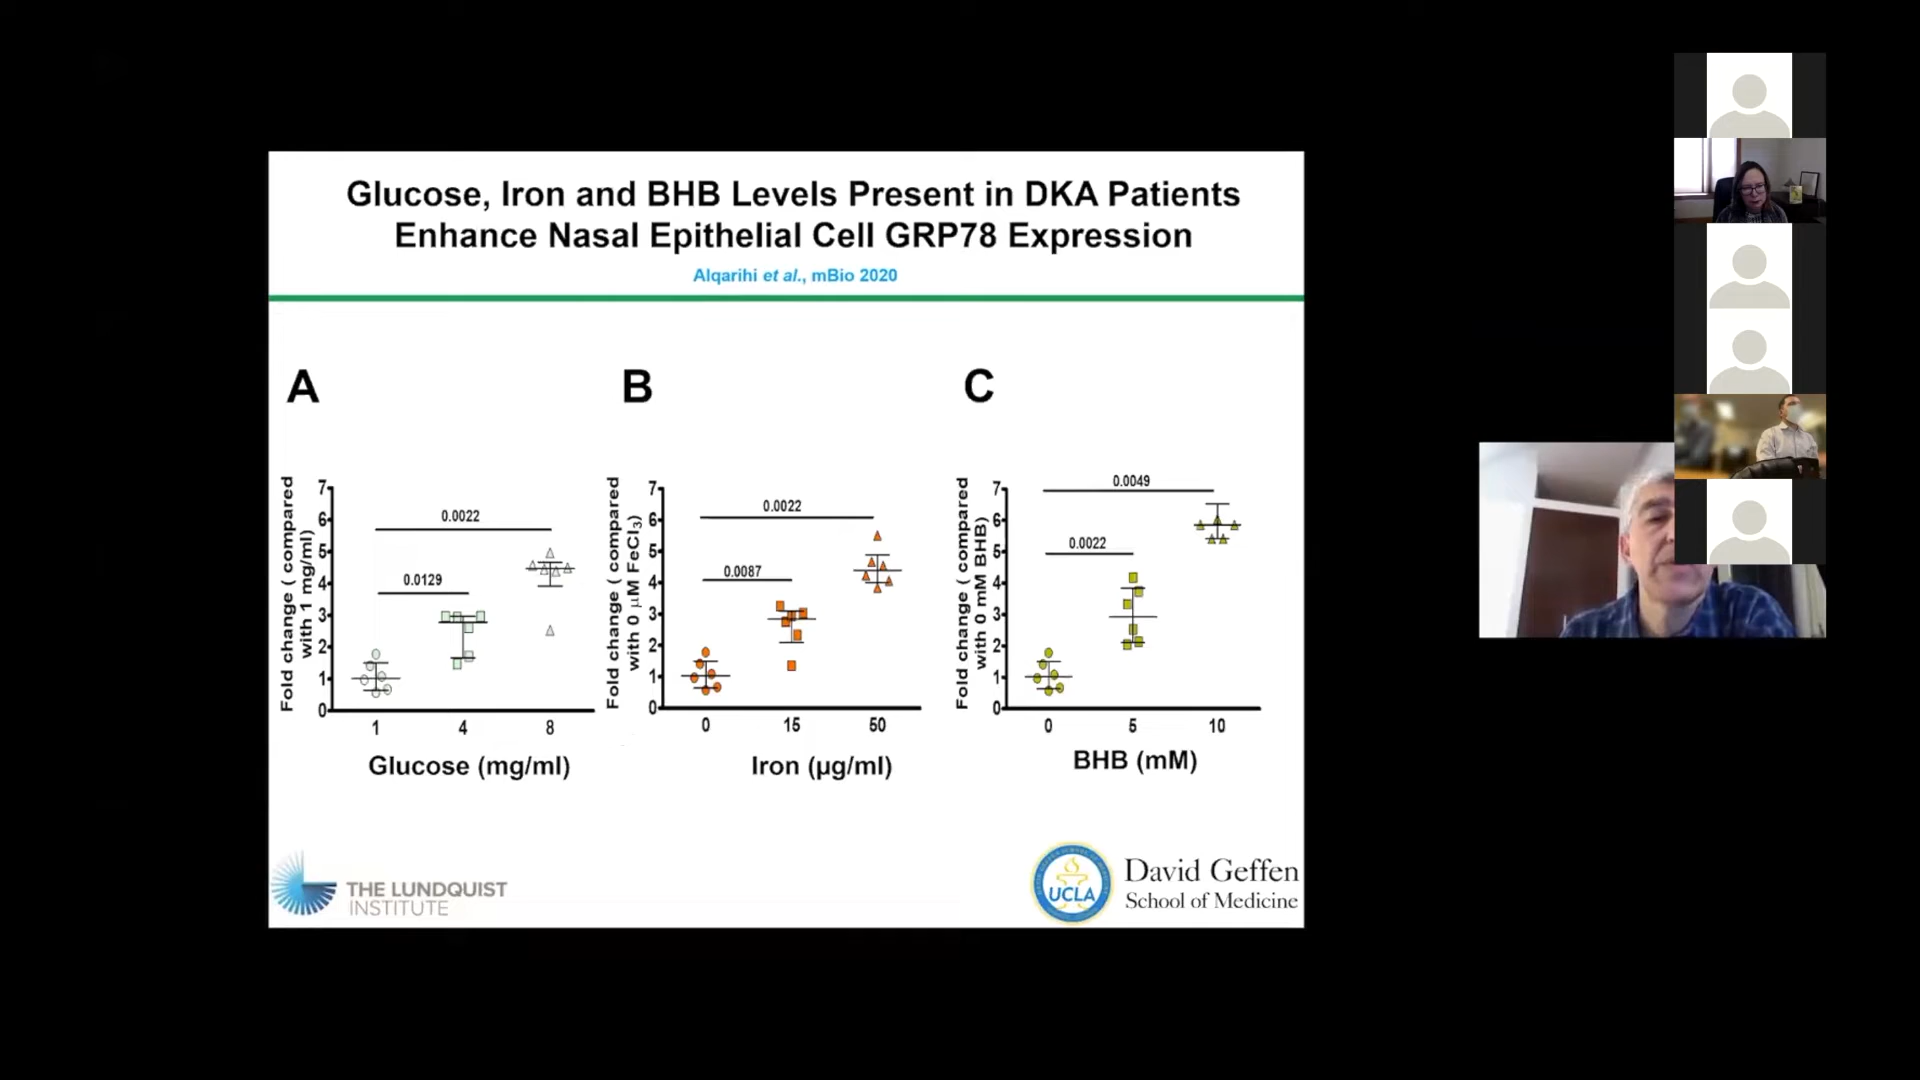 Glucose, Iron and BHB Levels Present in DKA Patients
Enhance Nasal Epithelial Cell GRP78 Expression
Alqarihi et al., mBio 2020
A
B
C
Fold change ( compared
with 1 mg/ml)
7
6
5
4
3
2
1
0
0.0022
0.0129
1
4
8
Glucose (mg/ml)
Fold change ( compared
with 0 µM FeCl3)
7
6
5
4
3
2
1
0
0.0022
0.0087
0
15
50
Iron (µg/ml)
Fold change ( compared
with 0 mM BHB)
7
6
5
4
3
2
1
0
0.0049
0.0022
0
5
10
BHB (mM)
THE LUNDQUIST
INSTITUTE
UCLA
David Geffen
School of Medicine